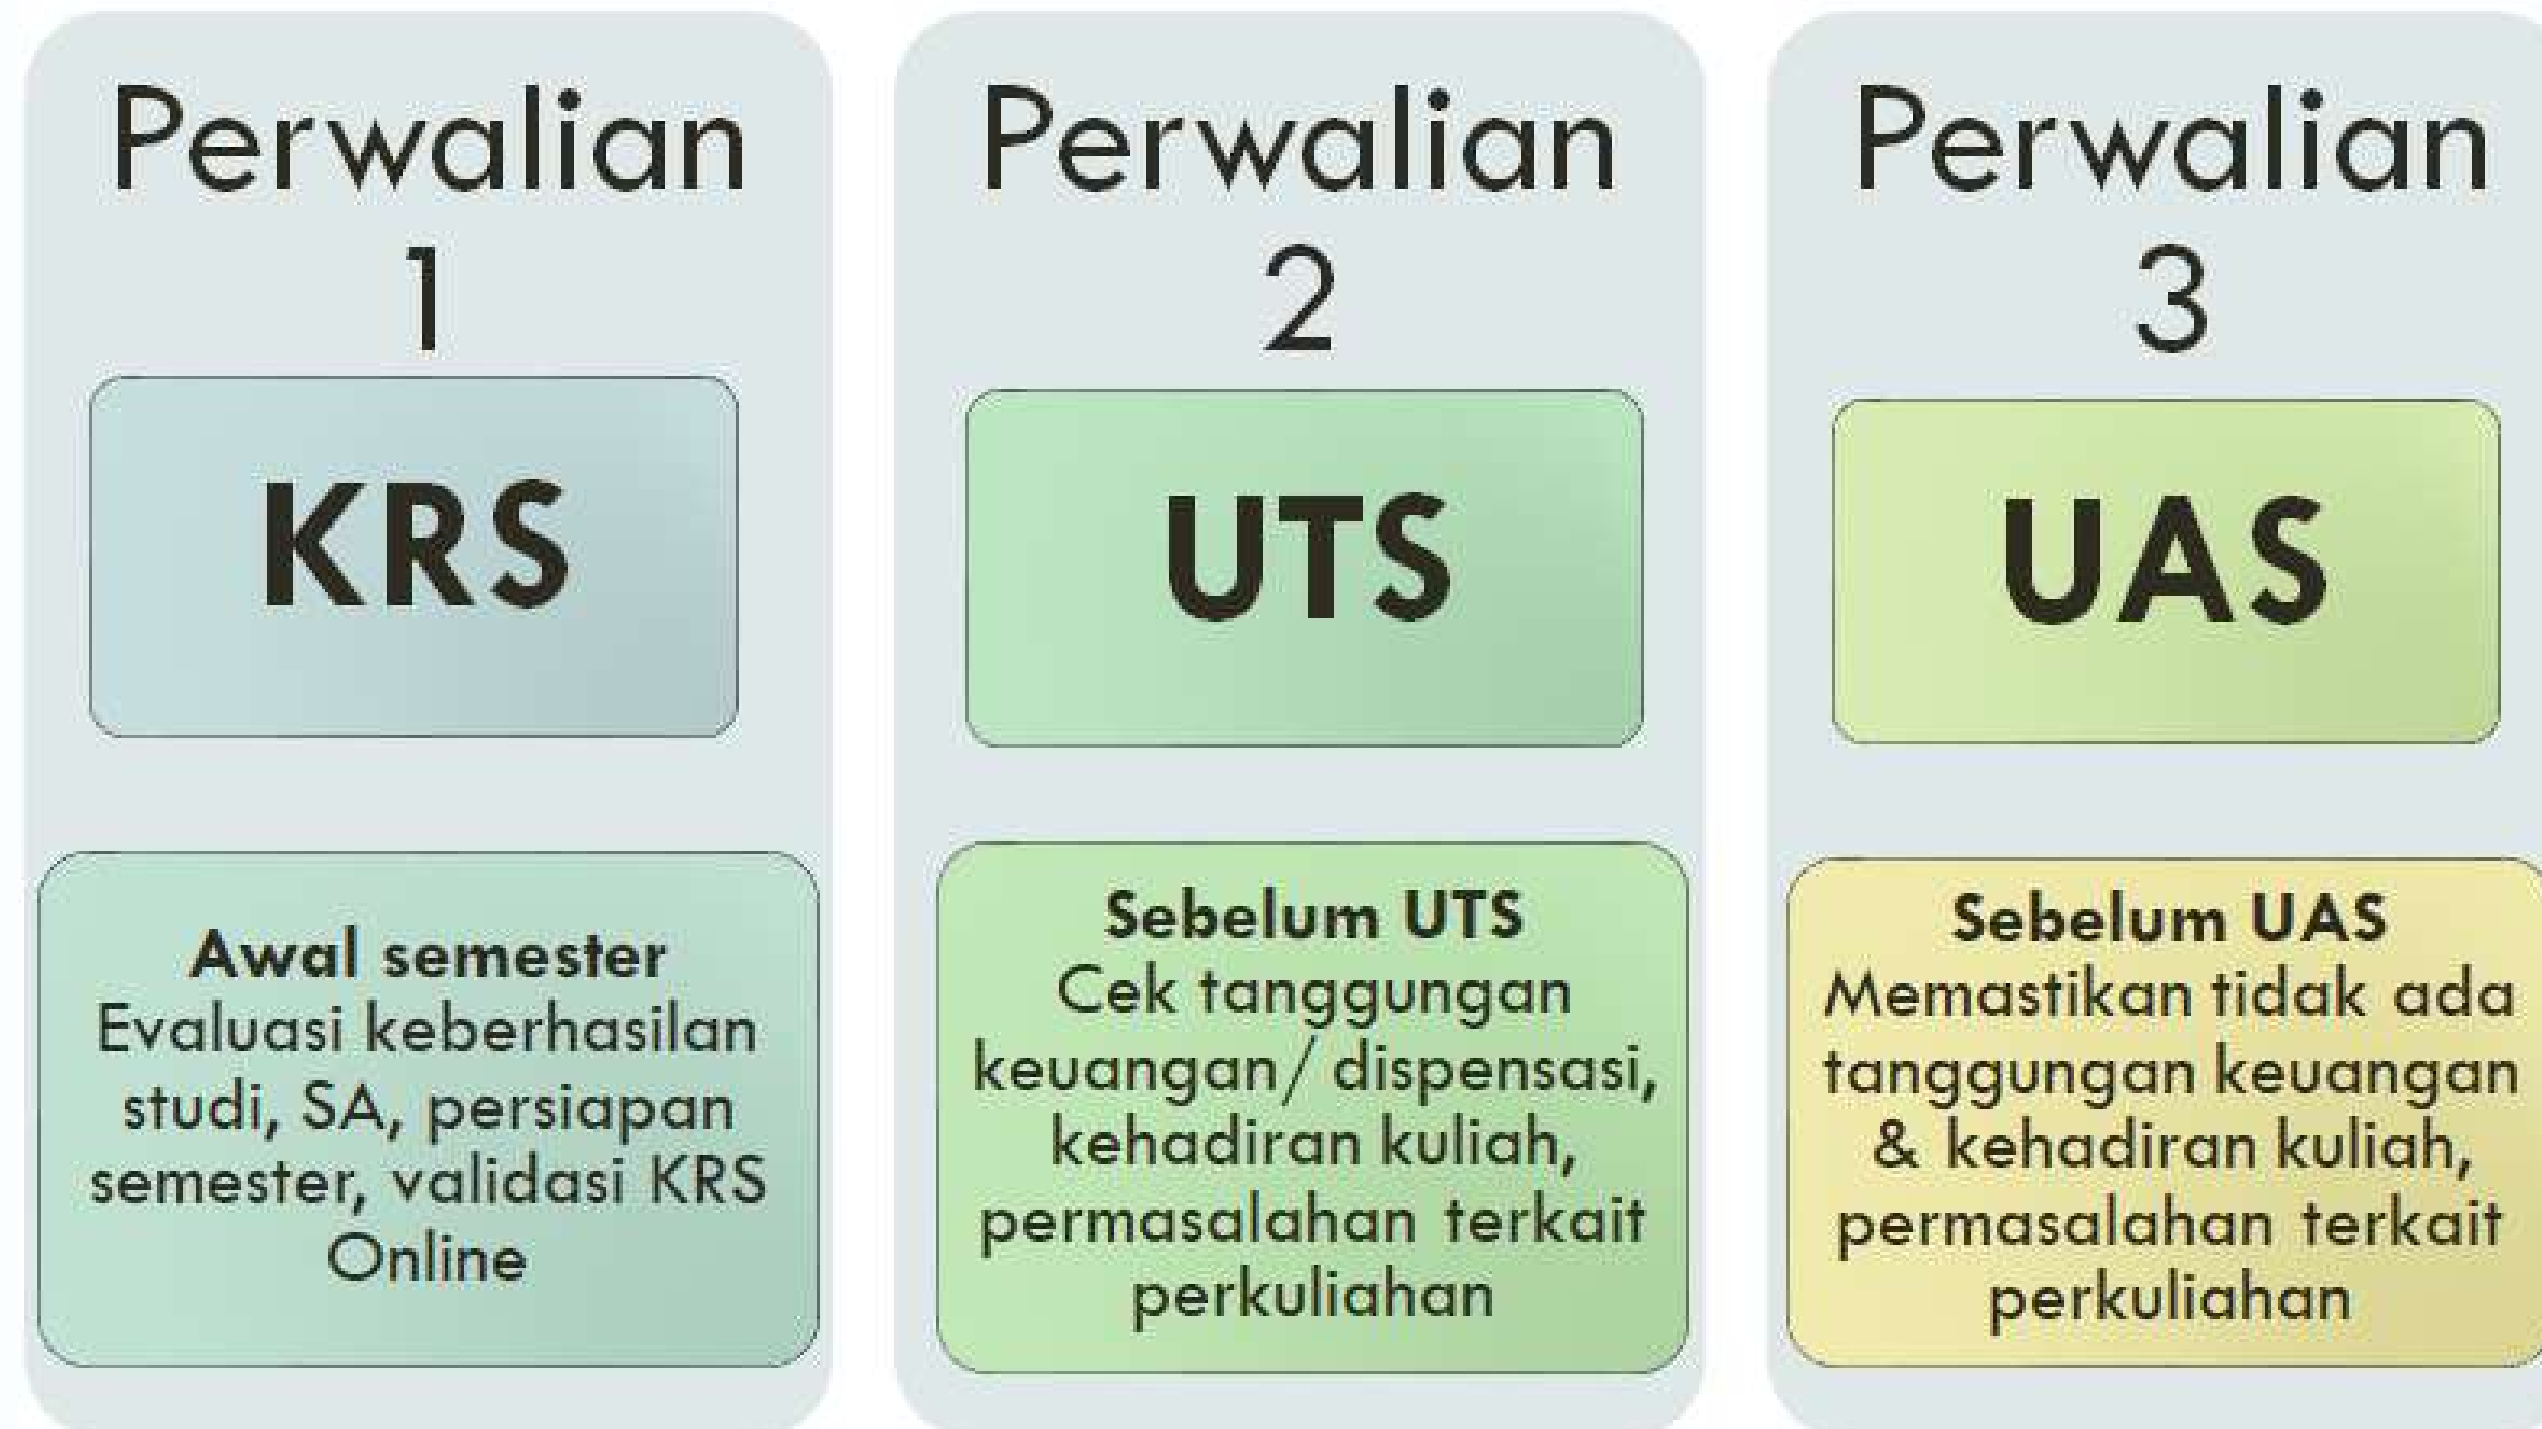 Perwalian
1
KRS
Awal semester
Evaluasi keberhasilan
studi, SA, persiapan
semester, validasi KRS
Online
Perwalian
2
UTS
Sebelum UTS
Cek tanggungan
keuangan/ dispensasi,
kehadiran kuliah,
permasalahan terkait
perkuliahan
Perwalian
3
UAS
Sebelum UAS
Memastikan tidak ada
tanggungan keuangan
& kehadiran kuliah,
permasalahan terkait
perkuliahan